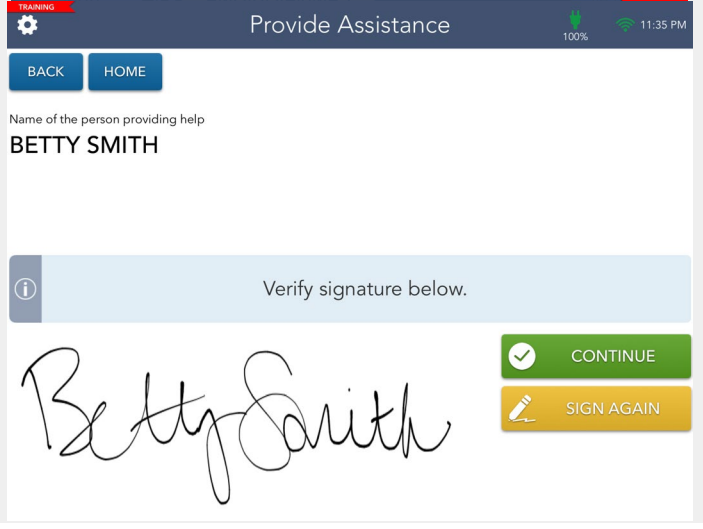 TRAINING
Provide Assistance
100%
11:35 PM
BACK
HOME
Name of the person providing help
BETTY SMITH
Verify signature below.
CONTINUE
SIGN AGAIN
Betty Smith